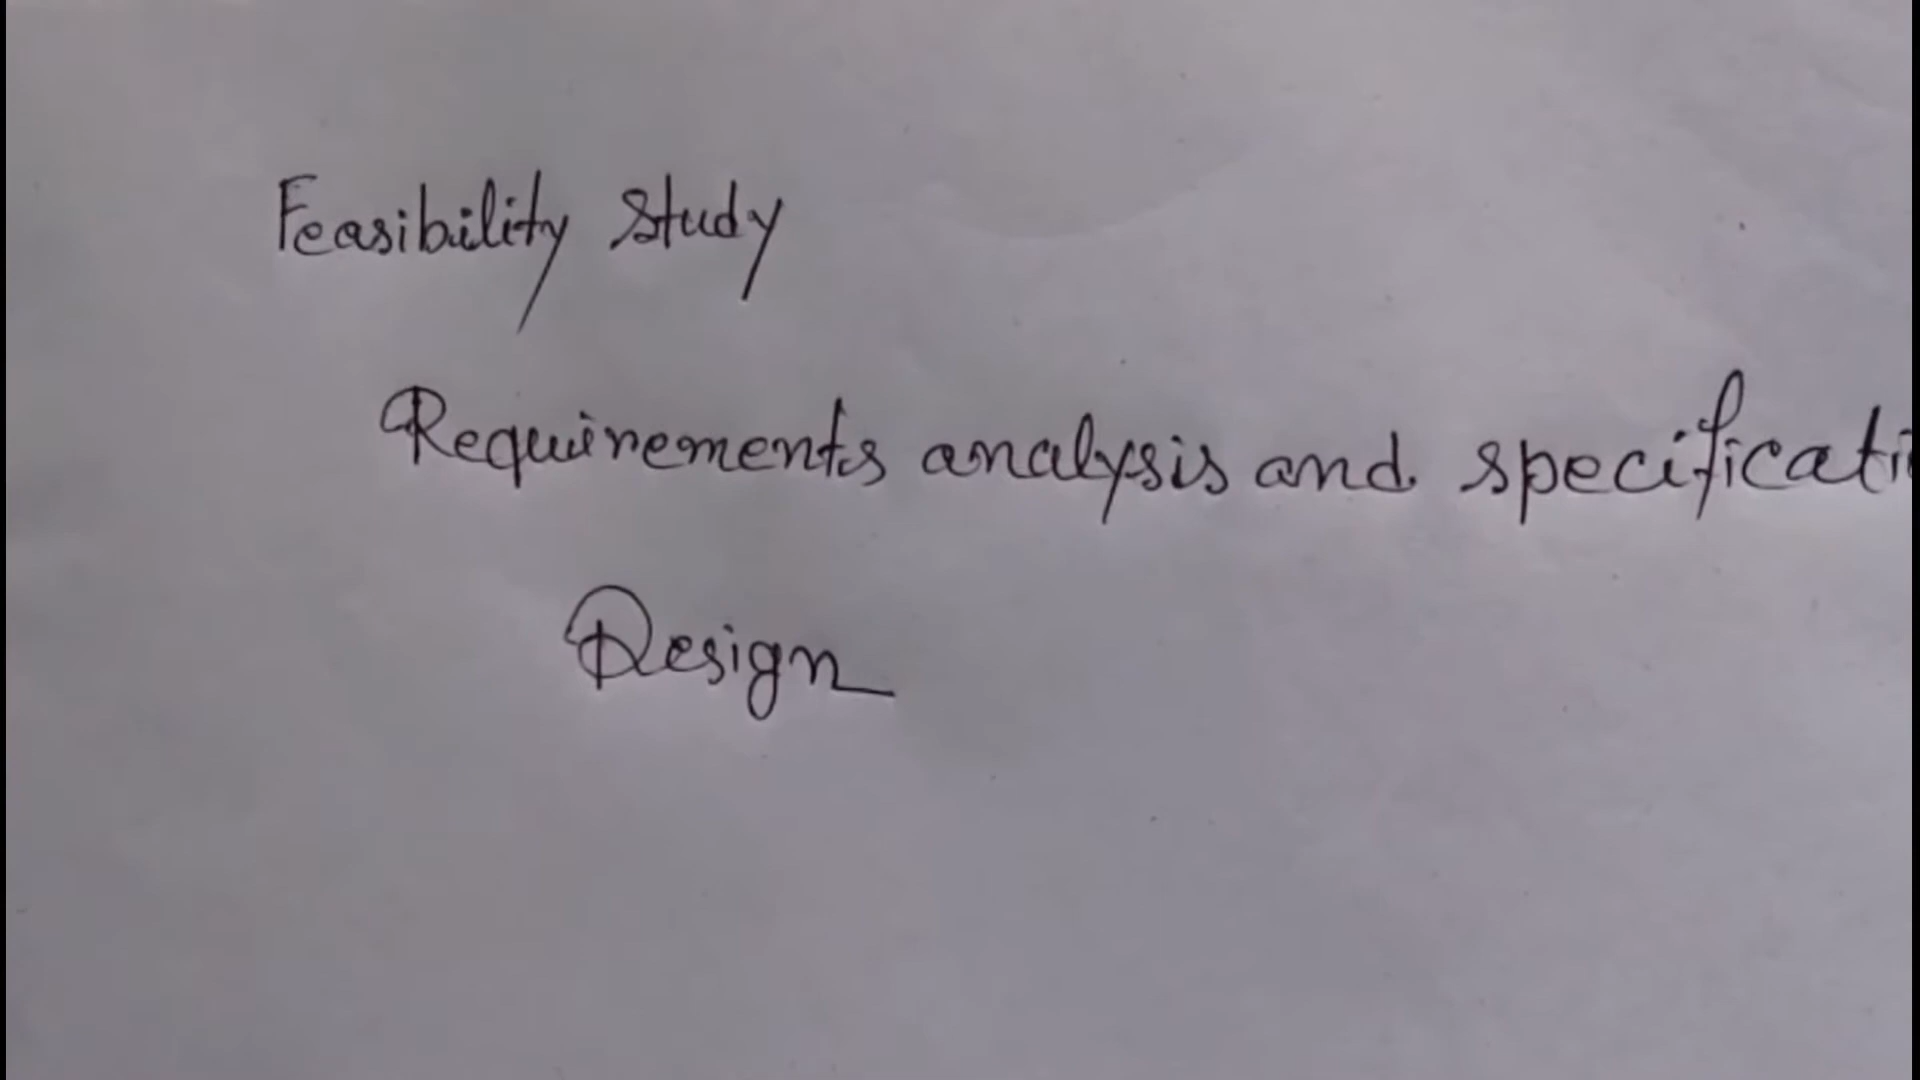 Feasibility study
Requirements analysis and specificati
Design